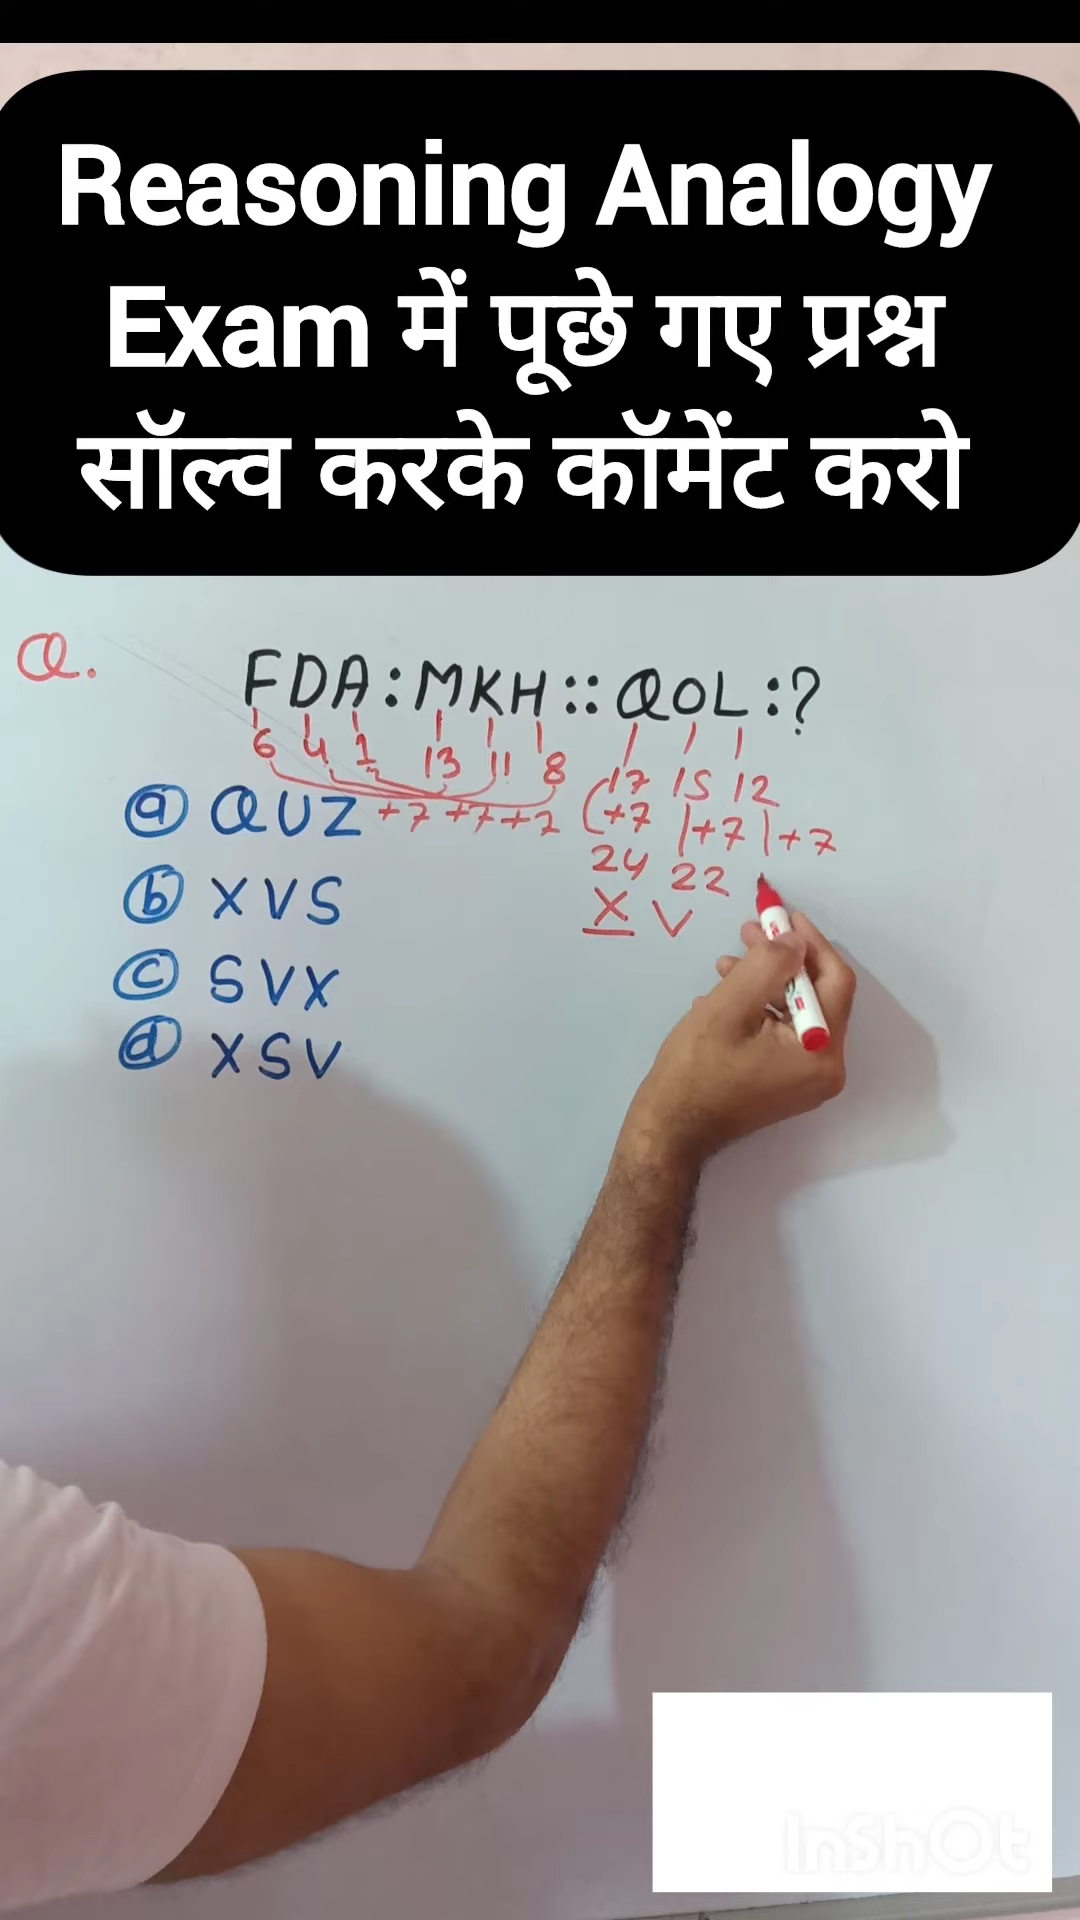 Reasoning Analogy
Exam में पूछे गए प्रश्न
सॉल्व करके कॉमेंट करो
Q. FDA : MKH :: QOL : ?
6 4 1 13 11 8 17 15 12
ⓐ QUZ +7 +7 +7 +7 +7 +7
24 22
ⓑ XVS X V
ⓒ SVX
ⓓ XSV
InShOt